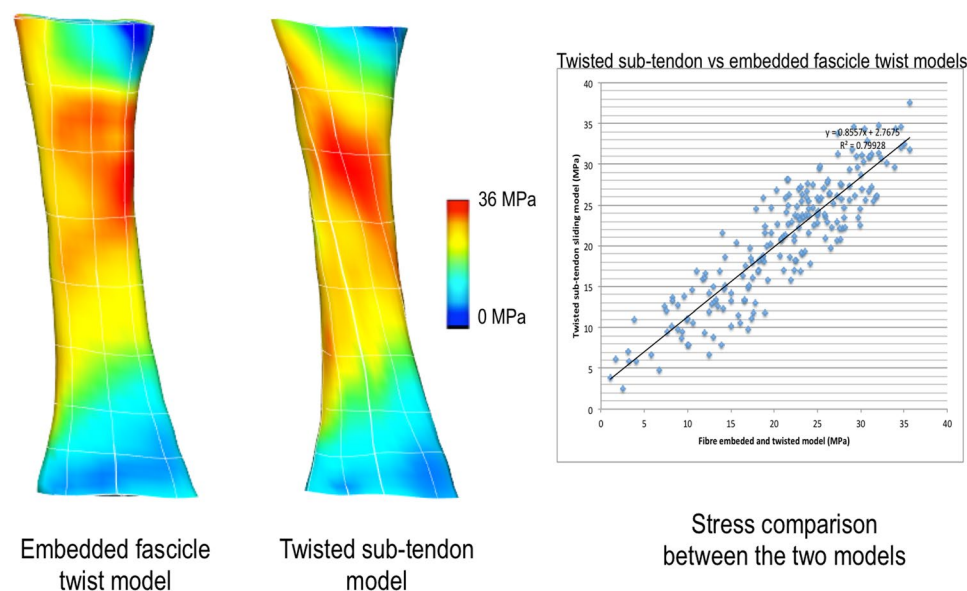 Twisted sub-tendon vs embedded fascicle twist models
36 MPa
0 MPa
40
35
30
25
20
15
10
5
0
y = 0.8557x + 2.7675
R² = 0.79928
Twisted sub-tendon sliding model (MPa)
0 5 10 15 20 25 30 35 40
Fibre embeded and twisted model (MPa)
Embedded fascicle
twist model
Twisted sub-tendon
model
Stress comparison
between the two models